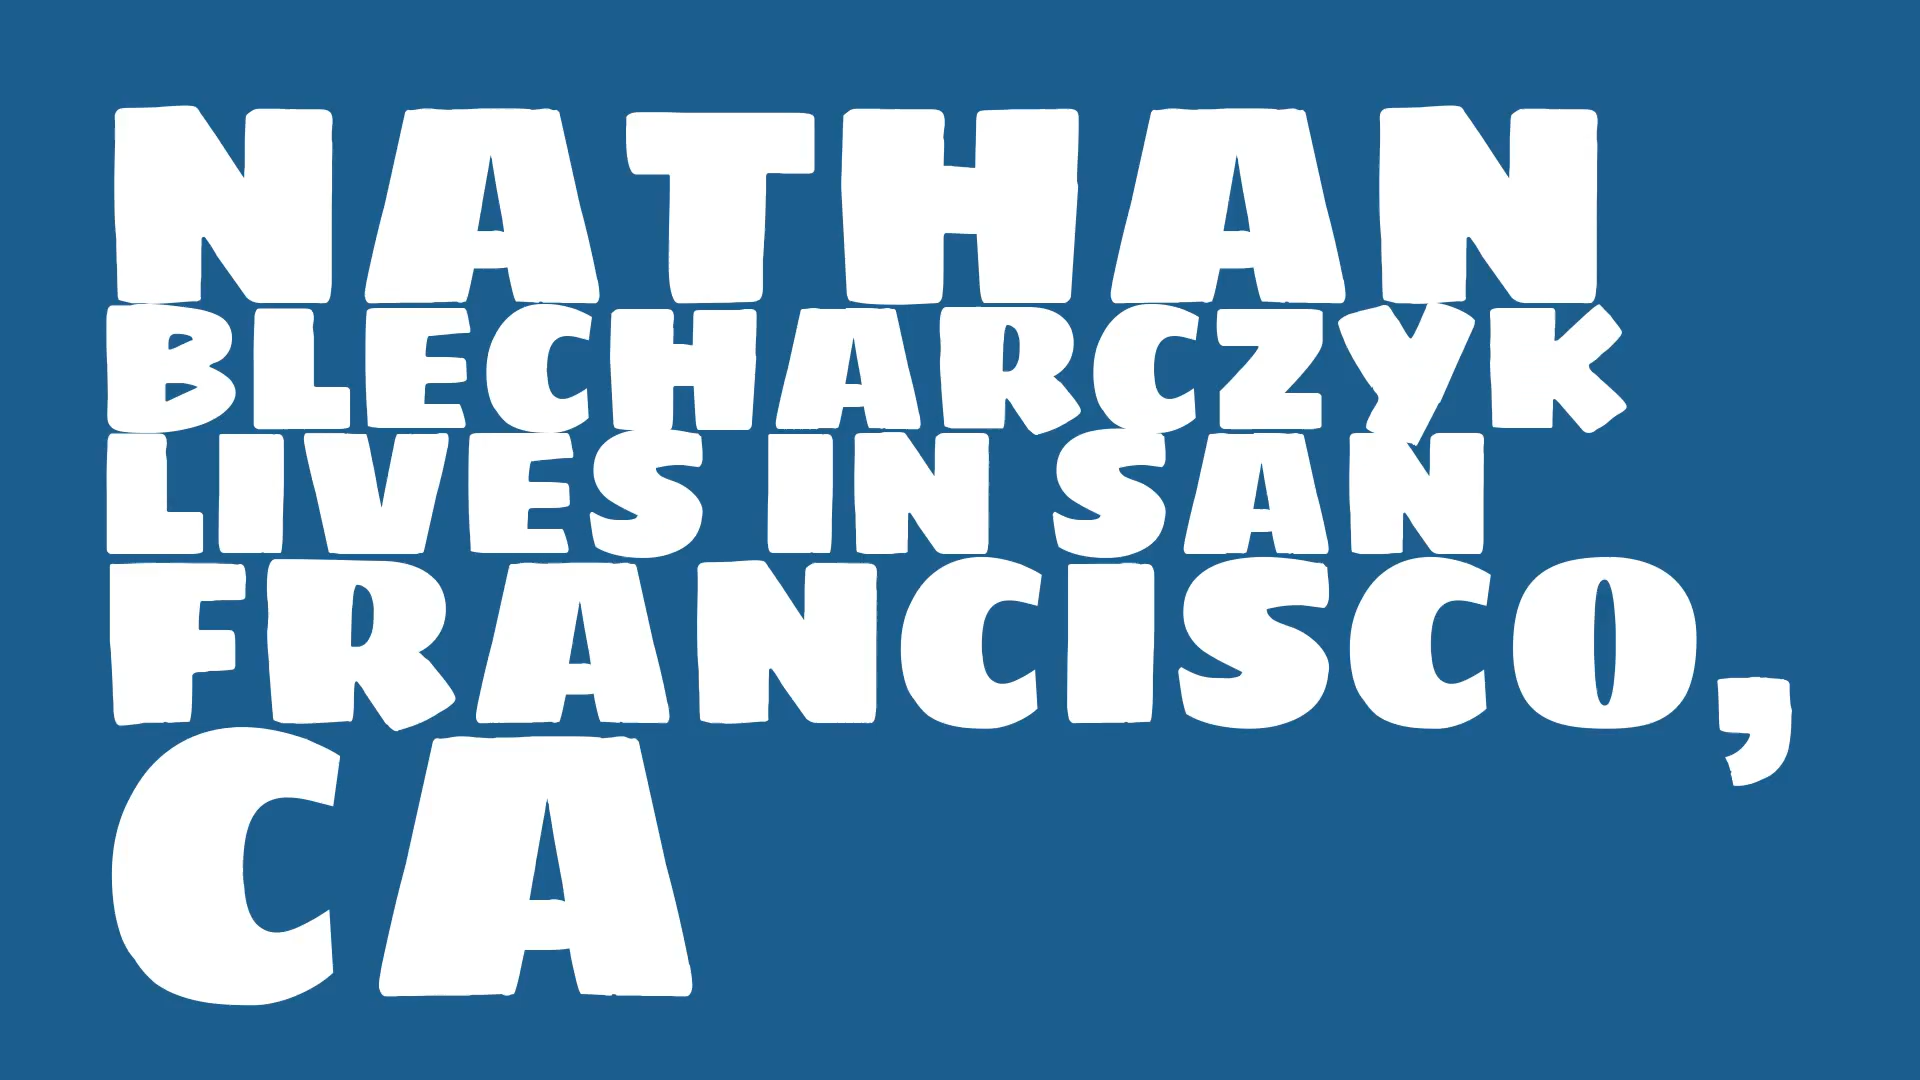 NATHAN
BLECHARCZYK
LIVES IN SAN
FRANCISCO,
CA